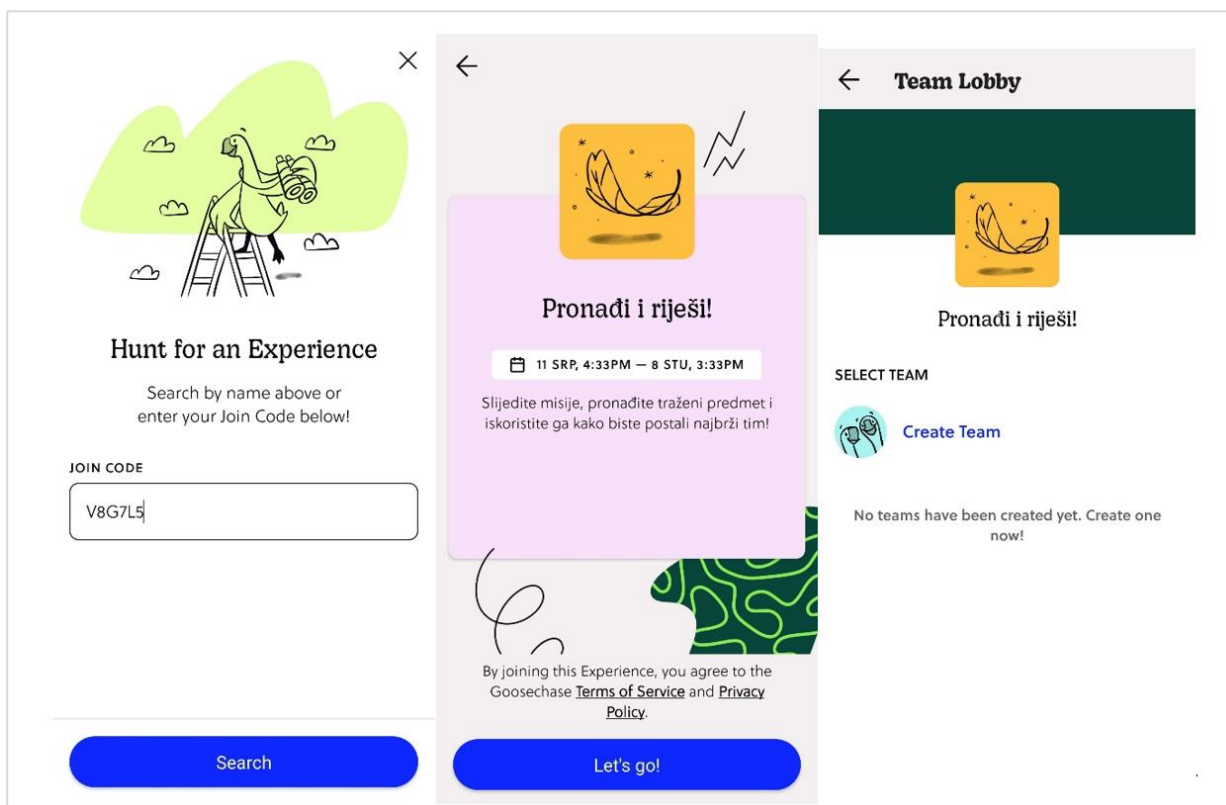 Hunt for an Experience
Search by name above or
enter your Join Code below!
JOIN CODE
V8G7L5
Search
Pronađi i riješi!
11 SRP, 4:33PM — 8 STU, 3:33PM
Slijedite misije, pronađite traženi predmet i
iskoristite ga kako biste postali najbrži tim!
By joining this Experience, you agree to the
Goosechase Terms of Service and Privacy
Policy.
Let's go!
Team Lobby
Pronađi i riješi!
SELECT TEAM
Create Team
No teams have been created yet. Create one
now!